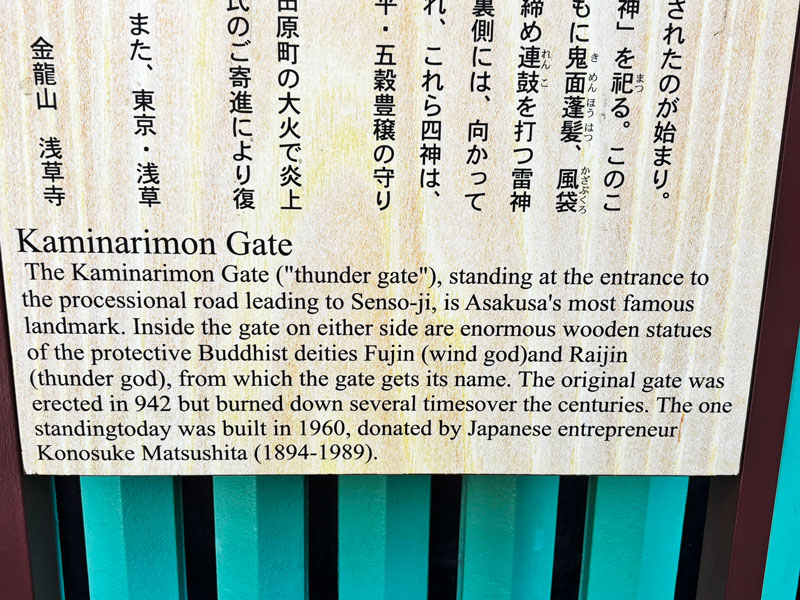 されたのが始まり。
神」を祀る。このこ
もに鬼面蓬髪、風袋
締め連鼓を打つ雷神
裏側には、向かって
れ、これら四神は、
平・五穀豊穣の守り
田原町の大火で炎上
氏のご寄進により復
また、東京・浅草
金龍山 浅草寺
Kaminarimon Gate
The Kaminarimon Gate ("thunder gate"), standing at the entrance to
the processional road leading to Senso-ji, is Asakusa's most famous
landmark. Inside the gate on either side are enormous wooden statues
of the protective Buddhist deities Fujin (wind god)and Raijin
(thunder god), from which the gate gets its name. The original gate was
erected in 942 but burned down several timesover the centuries. The one
standingtoday was built in 1960, donated by Japanese entrepreneur
Konosuke Matsushita (1894-1989).